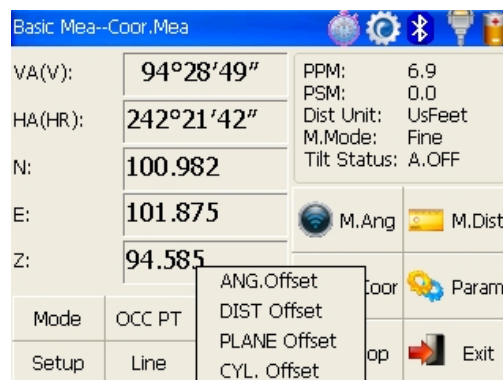 Basic Mea--Coor.Mea
VA(V): 94°28′49″
HA(HR): 242°21′42″
N: 100.982
E: 101.875
Z: 94.585
PPM: 6.9
PSM: 0.0
Dist Unit: UsFeet
M.Mode: Fine
Tilt Status: A.OFF
M.Ang M.Dist
oor Param
op Exit
Mode OCC PT
Setup Line
ANG.Offset
DIST Offset
PLANE Offset
CYL. Offset